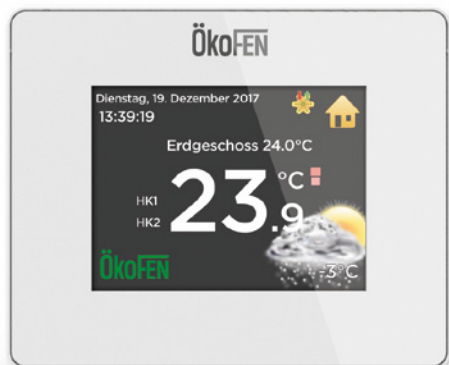 ÖkoFEN
Dienstag, 19. Dezember 2017
13:39:19
Erdgeschoss 24.0°C
HK1
HK2
23.9 °C
ÖkoFEN
-3°C